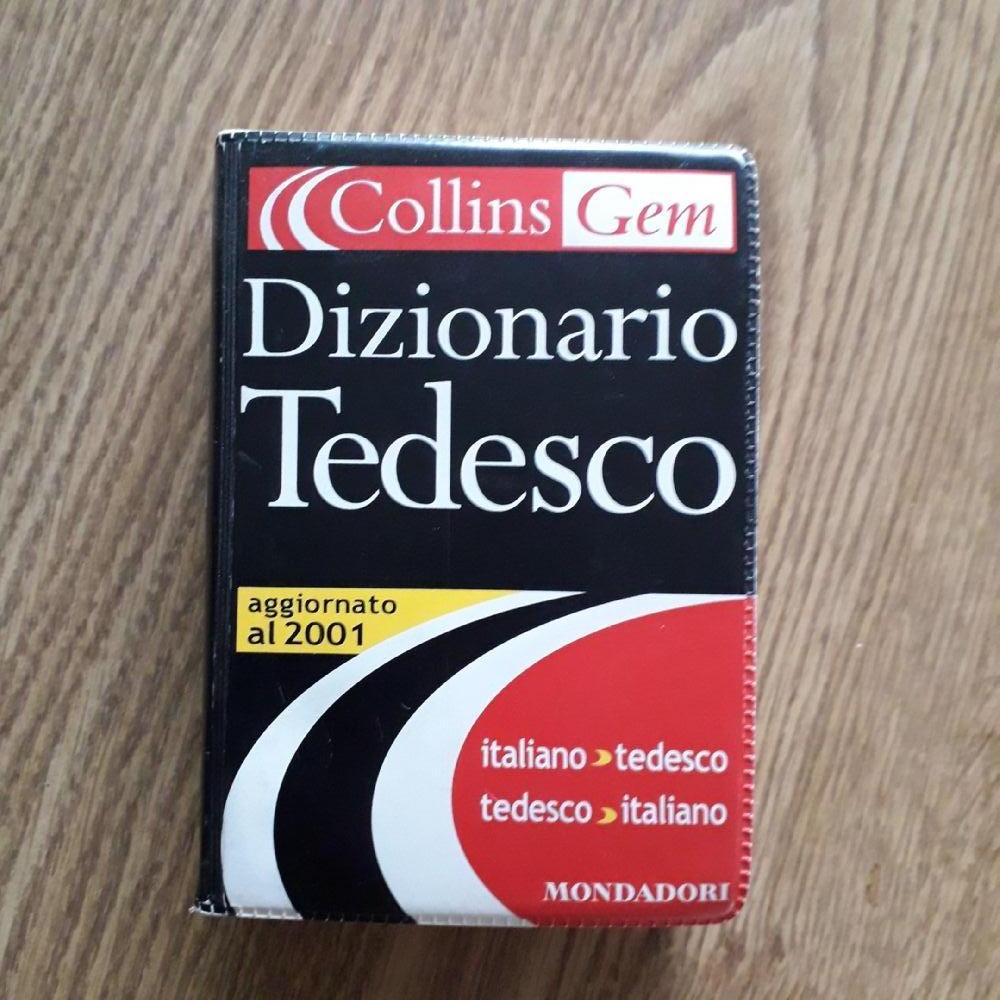 Collins Gem
Dizionario
Tedesco
aggiornato
al 2001
italiano tedesco
tedesco italiano
MONDADORI